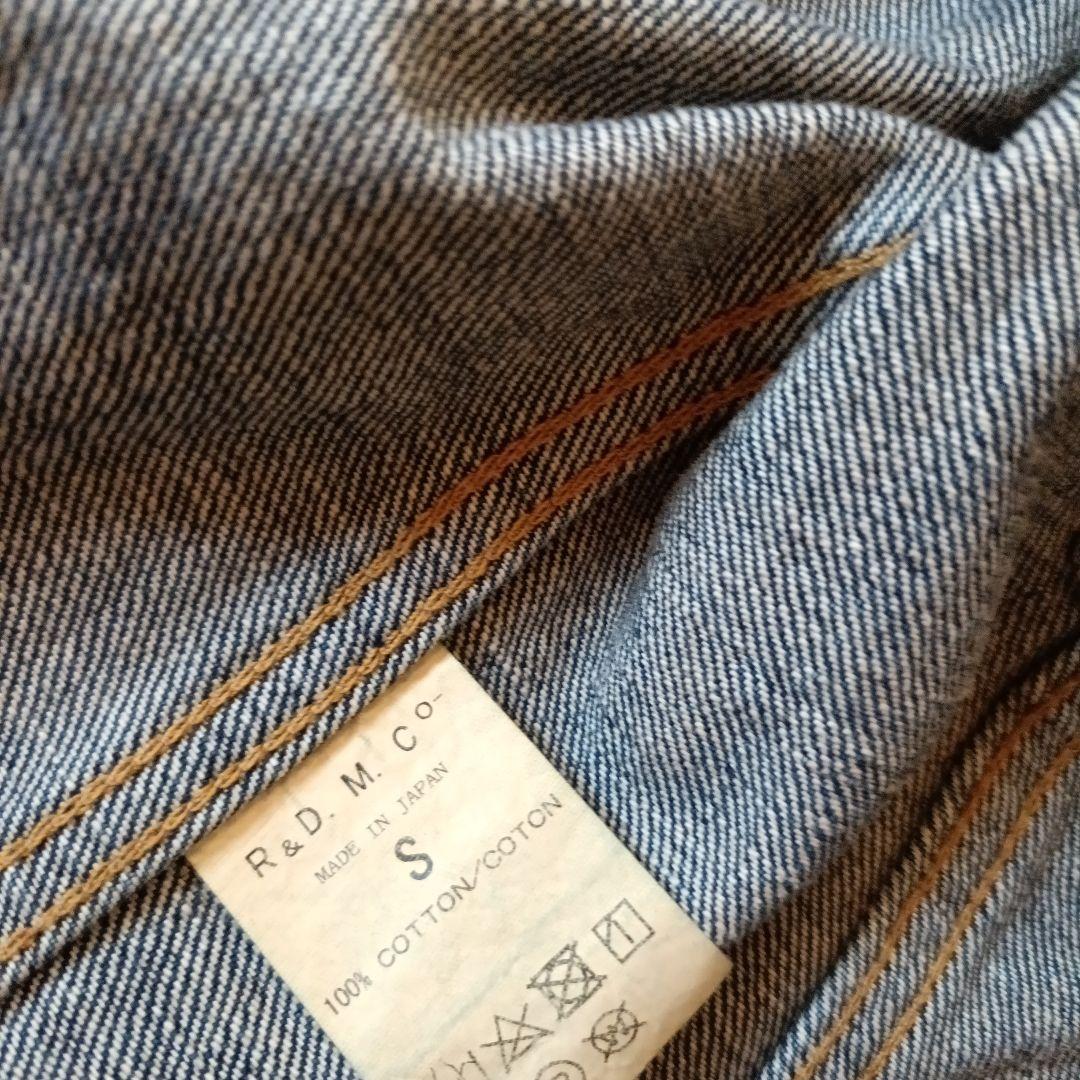 R & D. M. Co-
MADE IN JAPAN
S
100% COTTON/COTON